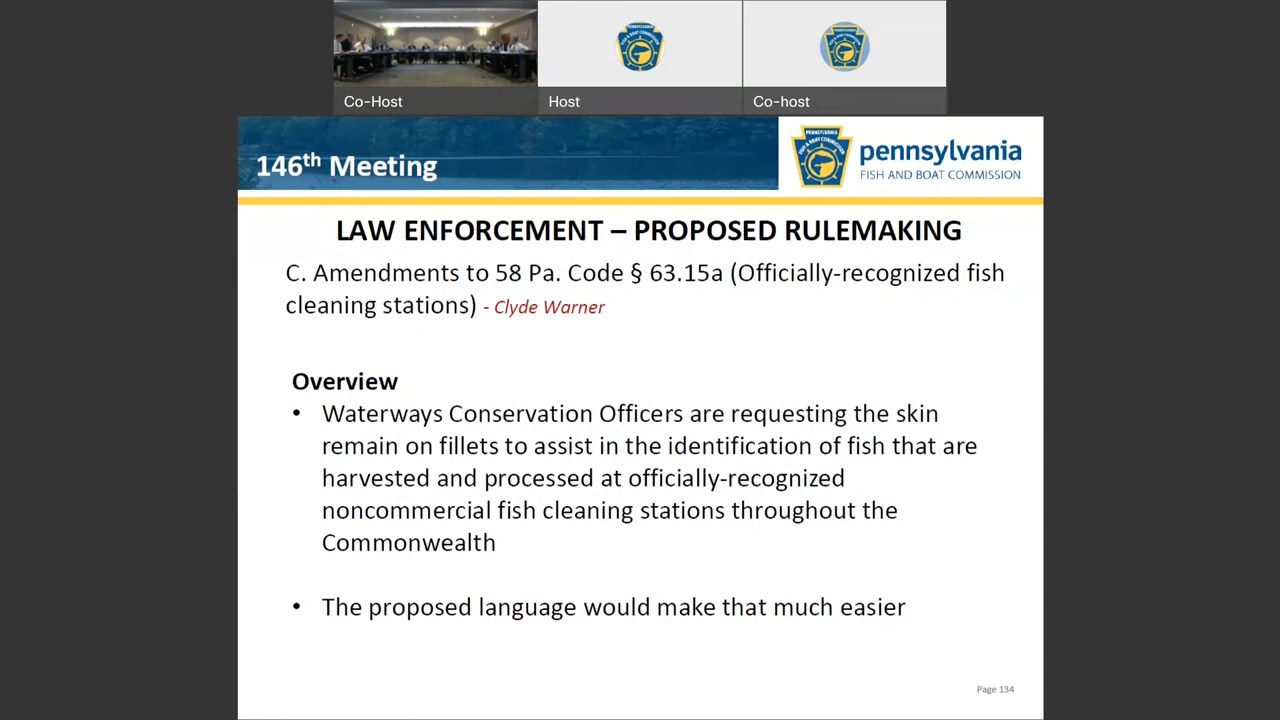 Co-Host
Host
Co-host
146th Meeting
pennsylvania
FISH AND BOAT COMMISSION
LAW ENFORCEMENT – PROPOSED RULEMAKING
C. Amendments to 58 Pa. Code § 63.15a (Officially-recognized fish
cleaning stations) - Clyde Warner
Overview
• Waterways Conservation Officers are requesting the skin
remain on fillets to assist in the identification of fish that are
harvested and processed at officially-recognized
noncommercial fish cleaning stations throughout the
Commonwealth
• The proposed language would make that much easier
Page 134